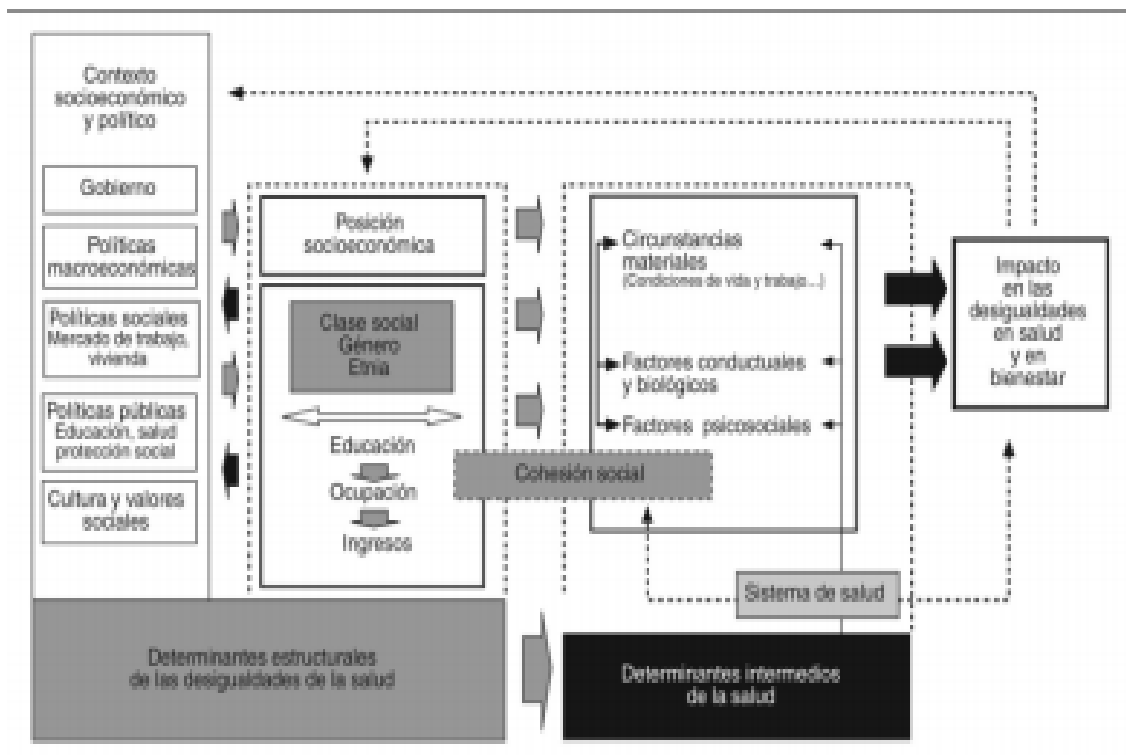 Contexto
socioeconómico
y político
Gobierno
Políticas
macroeconómicas
Políticas sociales
Mercado de trabajo,
vivienda
Políticas públicas
Educación, salud
protección social
Cultura y valores
sociales
Posición
socioeconómica
Clase social
Género
Etnia
Educación
Ocupación
Ingresos
Cohesión social
Circunstancias
materiales
(Condiciones de vida y trabajo...)
Factores conductuales
y biológicos
Factores psicosociales
Sistema de salud
Impacto
en las
desigualdades
en salud
y en
bienestar
Determinantes estructurales
de las desigualdades de la salud
Determinantes intermedios
de la salud